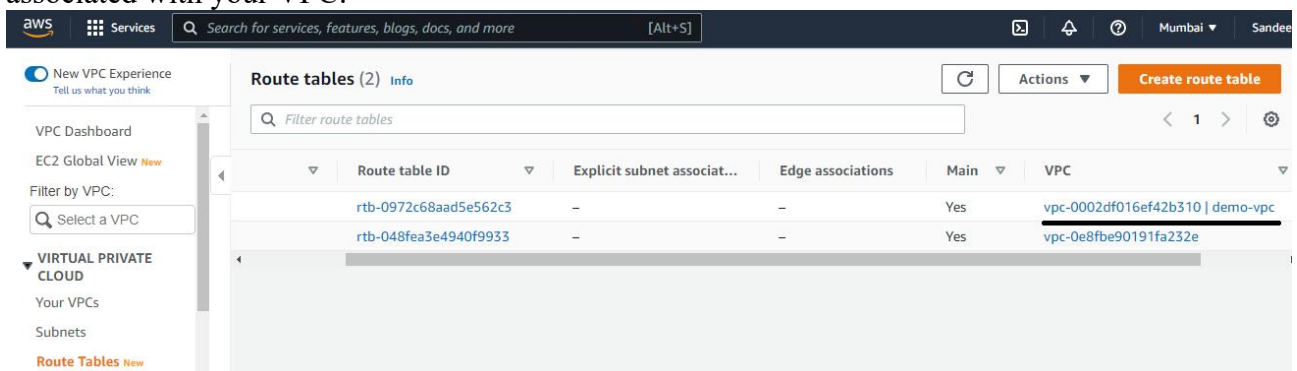 associated with your VPC.
aws Services Search for services, features, blogs, docs, and more [Alt+S] Mumbai ▼ Sandee
New VPC Experience
Tell us what you think
Route tables (2) Info Actions ▼ Create route table
Filter route tables 1
VPC Dashboard
EC2 Global View New
Filter by VPC:
Select a VPC
Route table ID Explicit subnet associat... Edge associations Main VPC
rtb-0972c68aad5e562c3 – – Yes vpc-0002df016ef42b310 | demo-vpc
rtb-048fea3e4940f9933 – – Yes vpc-0e8fbe90191fa232e
VIRTUAL PRIVATE
CLOUD
Your VPCs
Subnets
Route Tables New